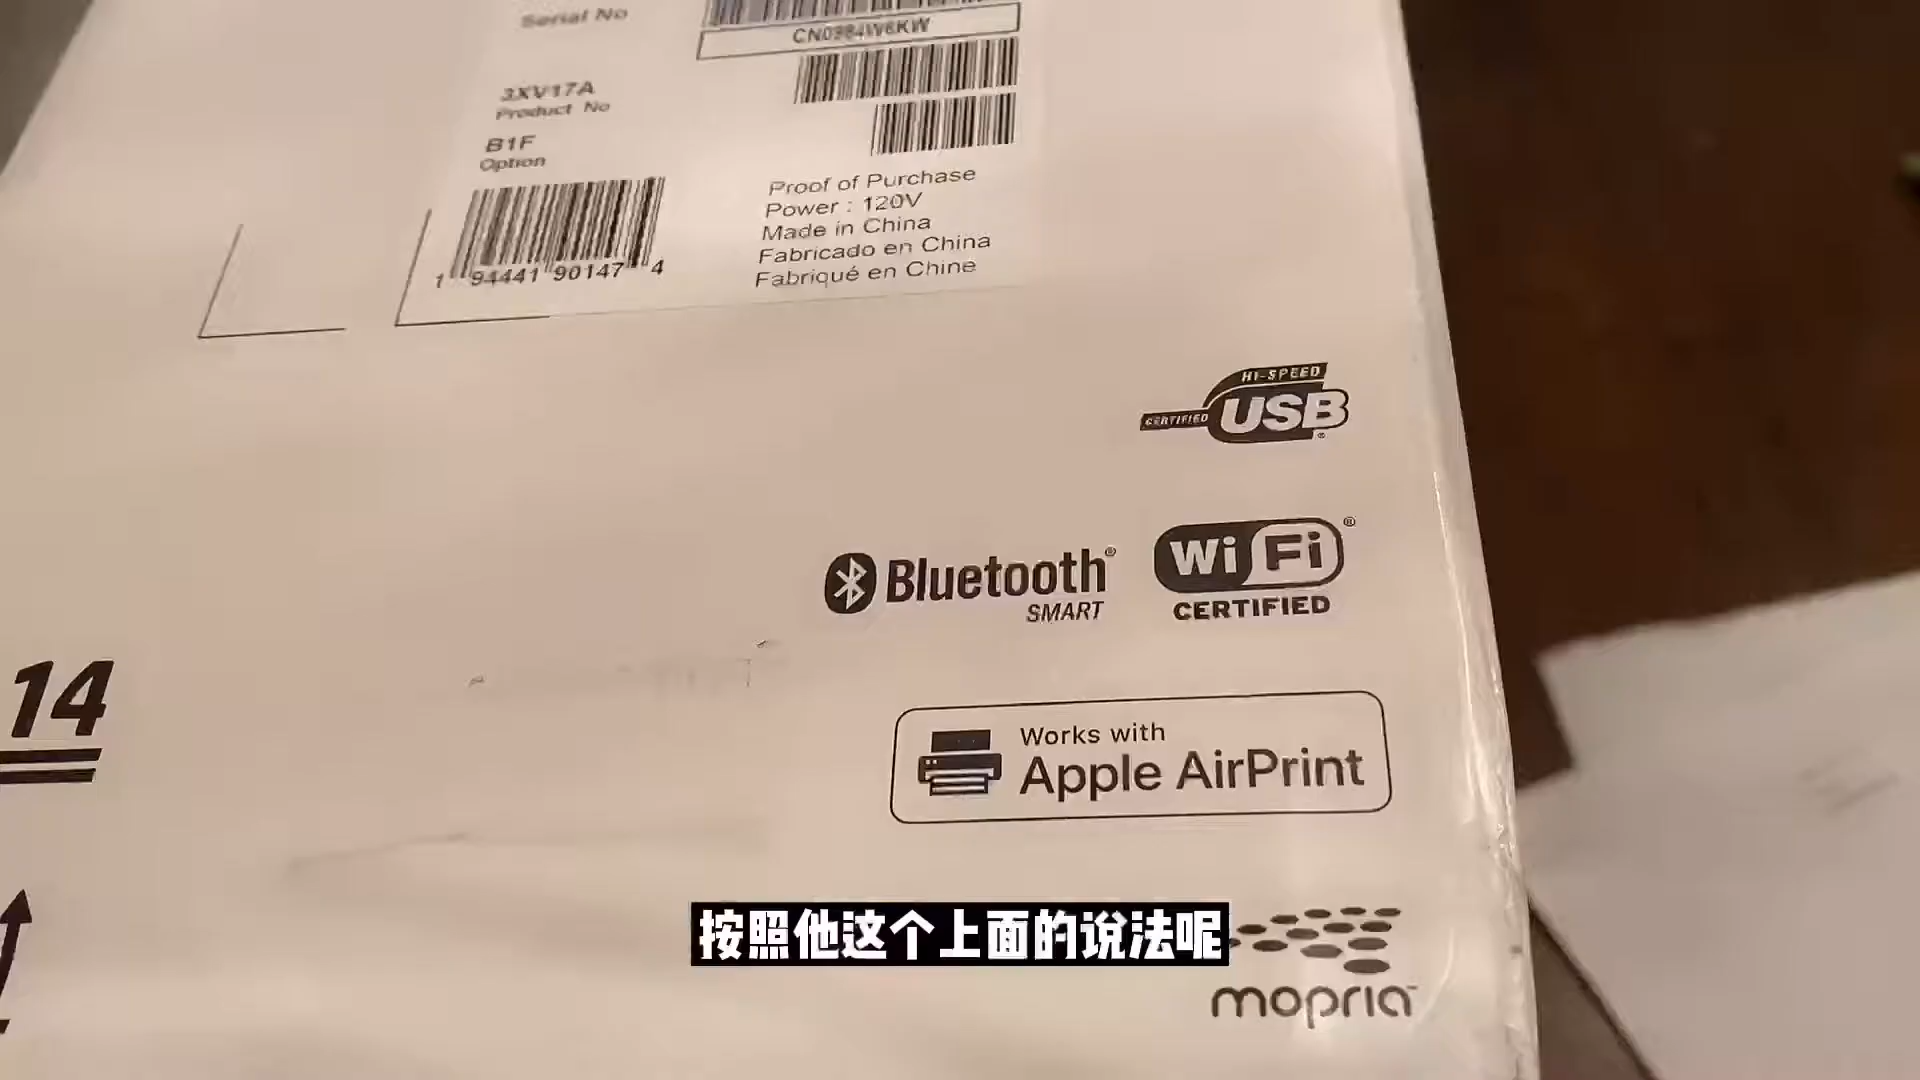 Serial No
CN0984W6KW
3XV17A
Product No
B1F
Option
1 94441 90147 4
Proof of Purchase
Power : 120V
Made in China
Fabricado en China
Fabriqué en Chine
HI-SPEED
CERTIFIED USB®
Bluetooth®
SMART
WiFi®
CERTIFIED
14
Works with
Apple AirPrint
按照他这个上面的说法呢
mopria